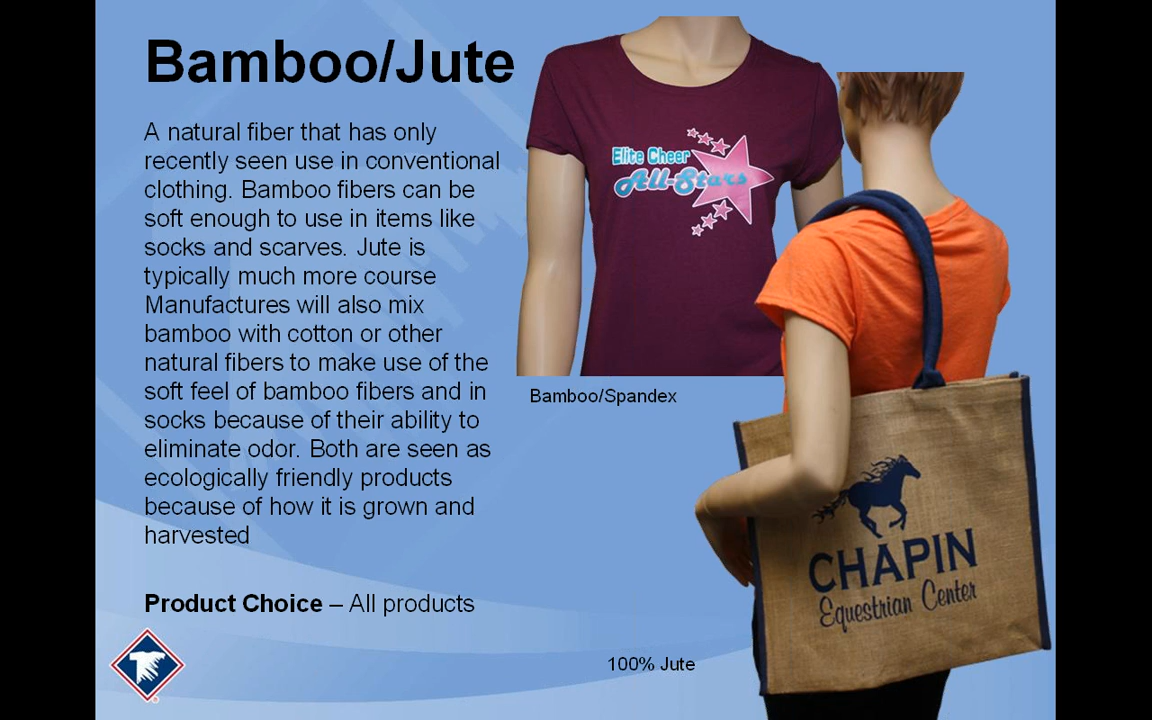 Bamboo/Jute
A natural fiber that has only
recently seen use in conventional
clothing. Bamboo fibers can be
soft enough to use in items like
socks and scarves. Jute is
typically much more course
Manufactures will also mix
bamboo with cotton or other
natural fibers to make use of the
soft feel of bamboo fibers and in
socks because of their ability to
eliminate odor. Both are seen as
ecologically friendly products
because of how it is grown and
harvested
Product Choice – All products
Elite Cheer
All-Stars
Bamboo/Spandex
CHAPIN
Equestrian Center
100% Jute